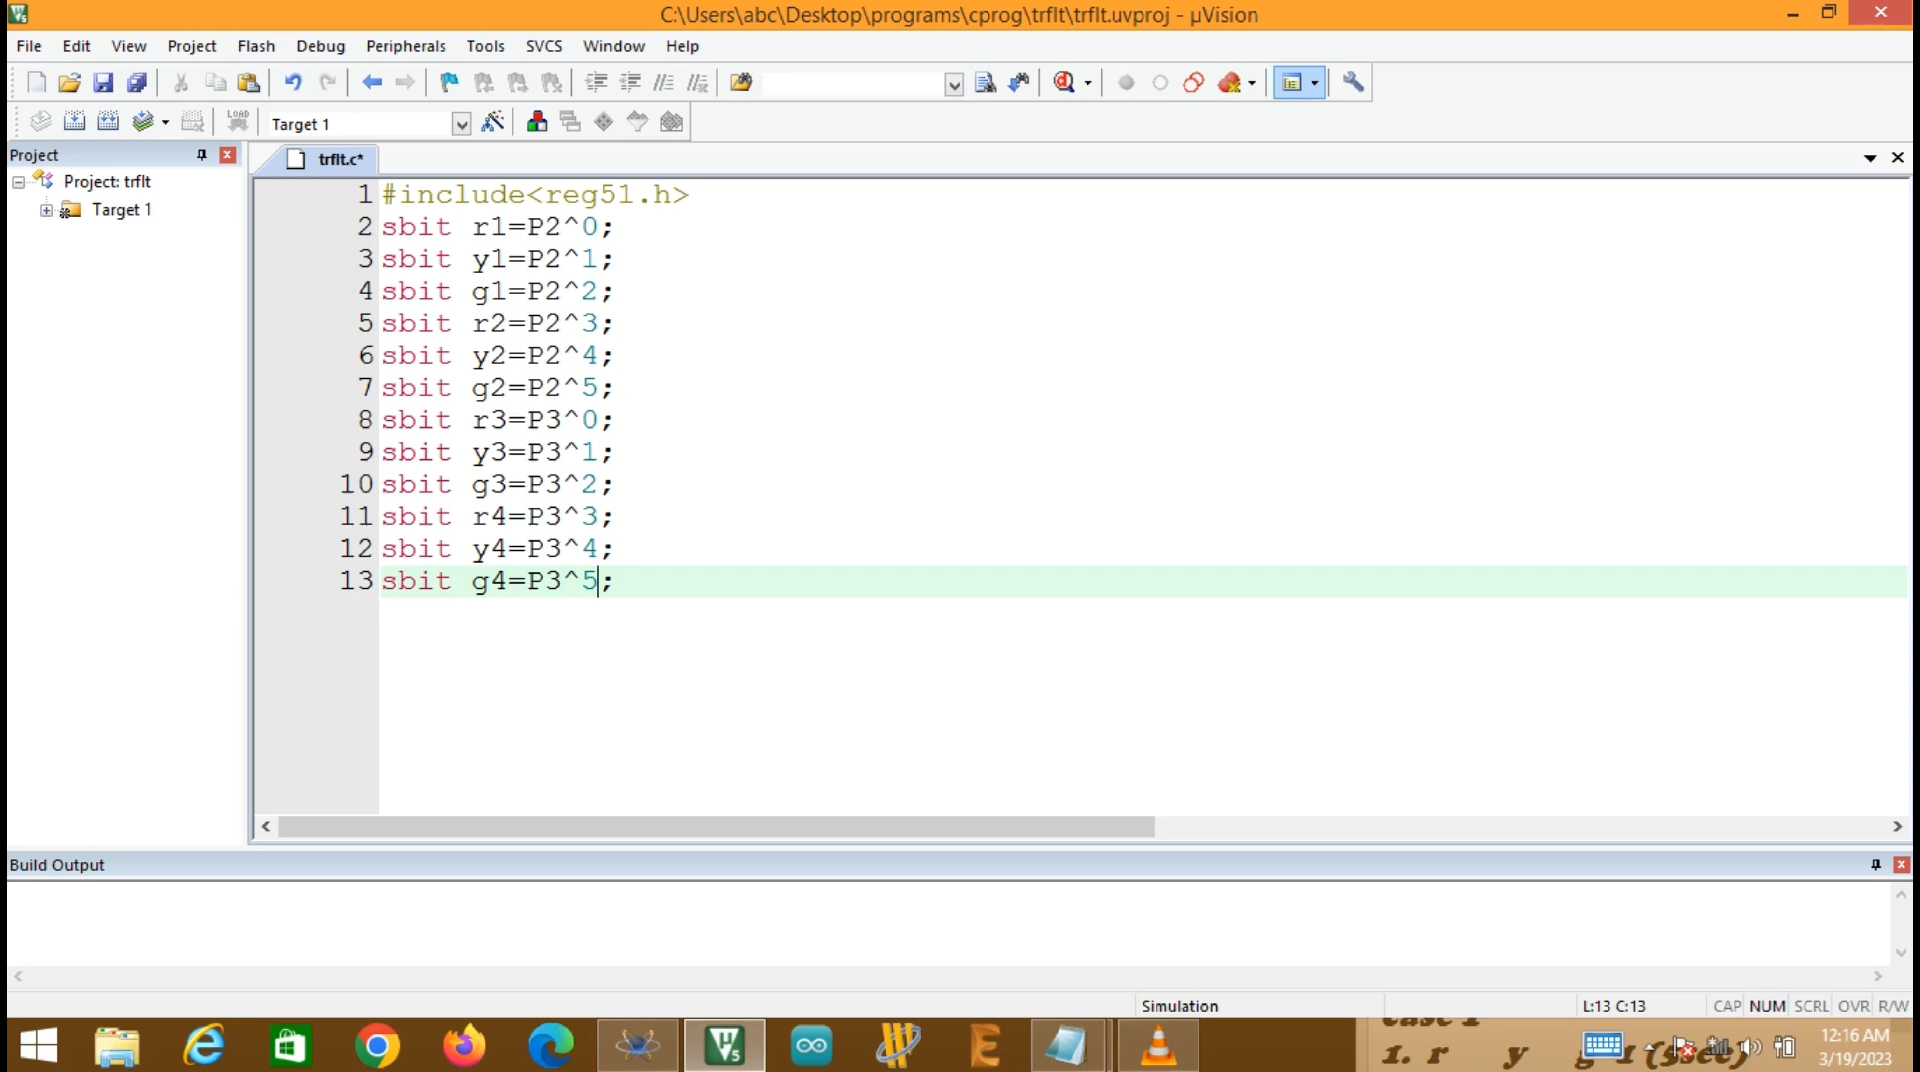 C:\Users\abc\Desktop\programs\cprog\trflt\trflt.uvproj - µVision
File Edit View Project Flash Debug Peripherals Tools SVCS Window Help
LOAD
Target 1
Project
trflt.c*
Project: trflt
Target 1
1 #include<reg51.h>
2 sbit r1=P2^0;
3 sbit y1=P2^1;
4 sbit g1=P2^2;
5 sbit r2=P2^3;
6 sbit y2=P2^4;
7 sbit g2=P2^5;
8 sbit r3=P3^0;
9 sbit y3=P3^1;
10 sbit g3=P3^2;
11 sbit r4=P3^3;
12 sbit y4=P3^4;
13 sbit g4=P3^5;
Build Output
Simulation L:13 C:13 CAP NUM SCRL OVR R/W
1. r y g
12:16 AM
3/19/2023